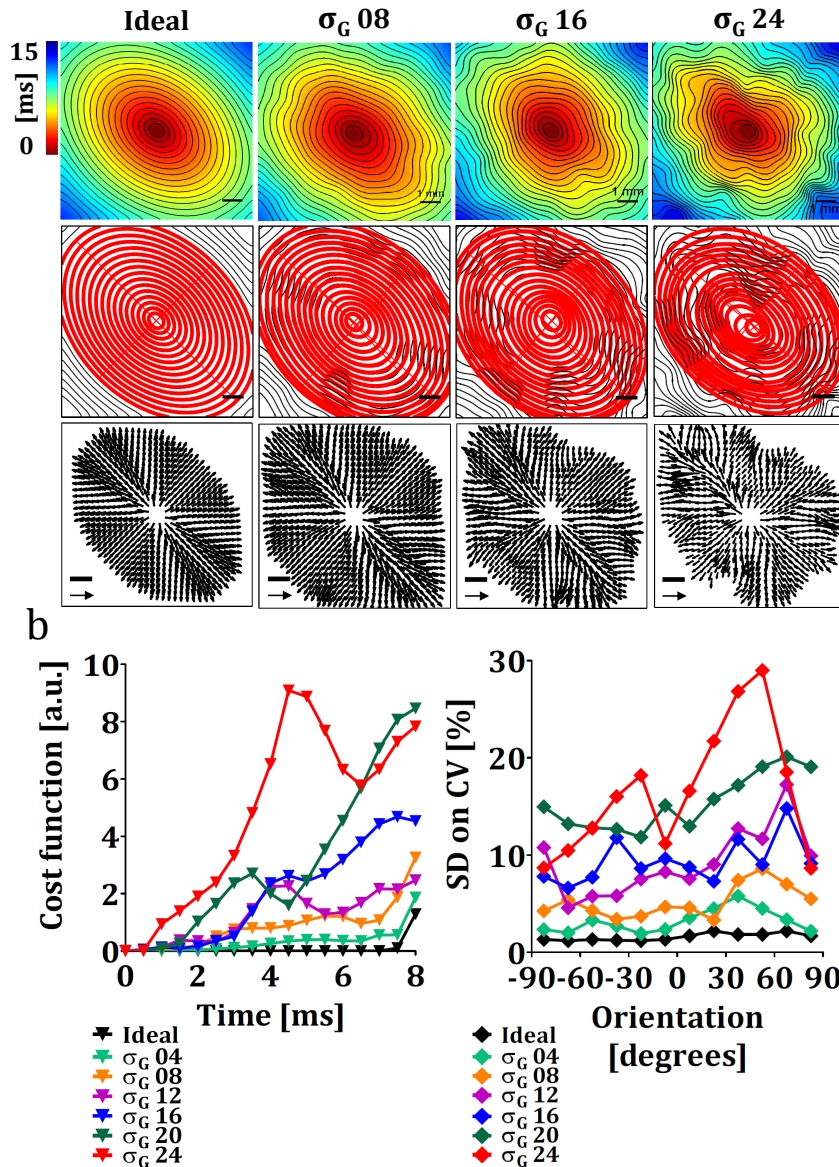 Ideal σG 08 σG 16 σG 24
15
[ms]
0
1 mm
1 mm
1 mm
b
10
8
6
4
2
0
Cost function [a.u.]
0 2 4 6 8
Time [ms]
30
20
10
0
SD on CV [%]
-90 -60 -30 0 30 60 90
Orientation
[degrees]
Ideal
σG 04
σG 08
σG 12
σG 16
σG 20
σG 24
Ideal
σG 04
σG 08
σG 12
σG 16
σG 20
σG 24